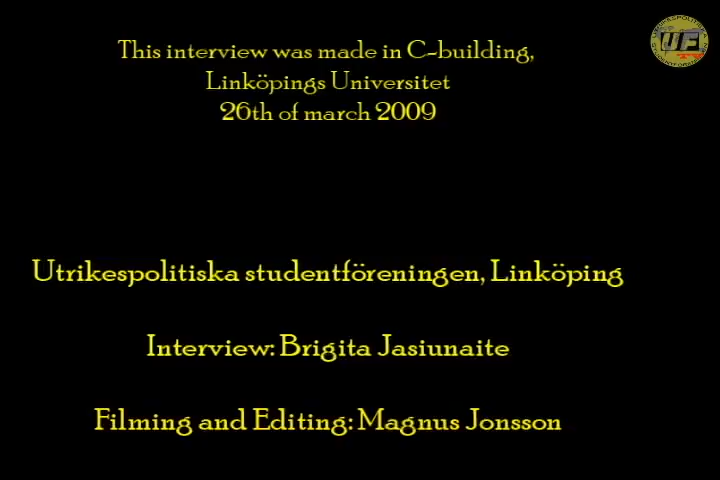 This interview was made in C-building,
Linköpings Universitet
26th of march 2009
UF
Utrikespolitiska studentföreningen, Linköping
Interview: Brigita Jasiunaite
Filming and Editing: Magnus Jonsson